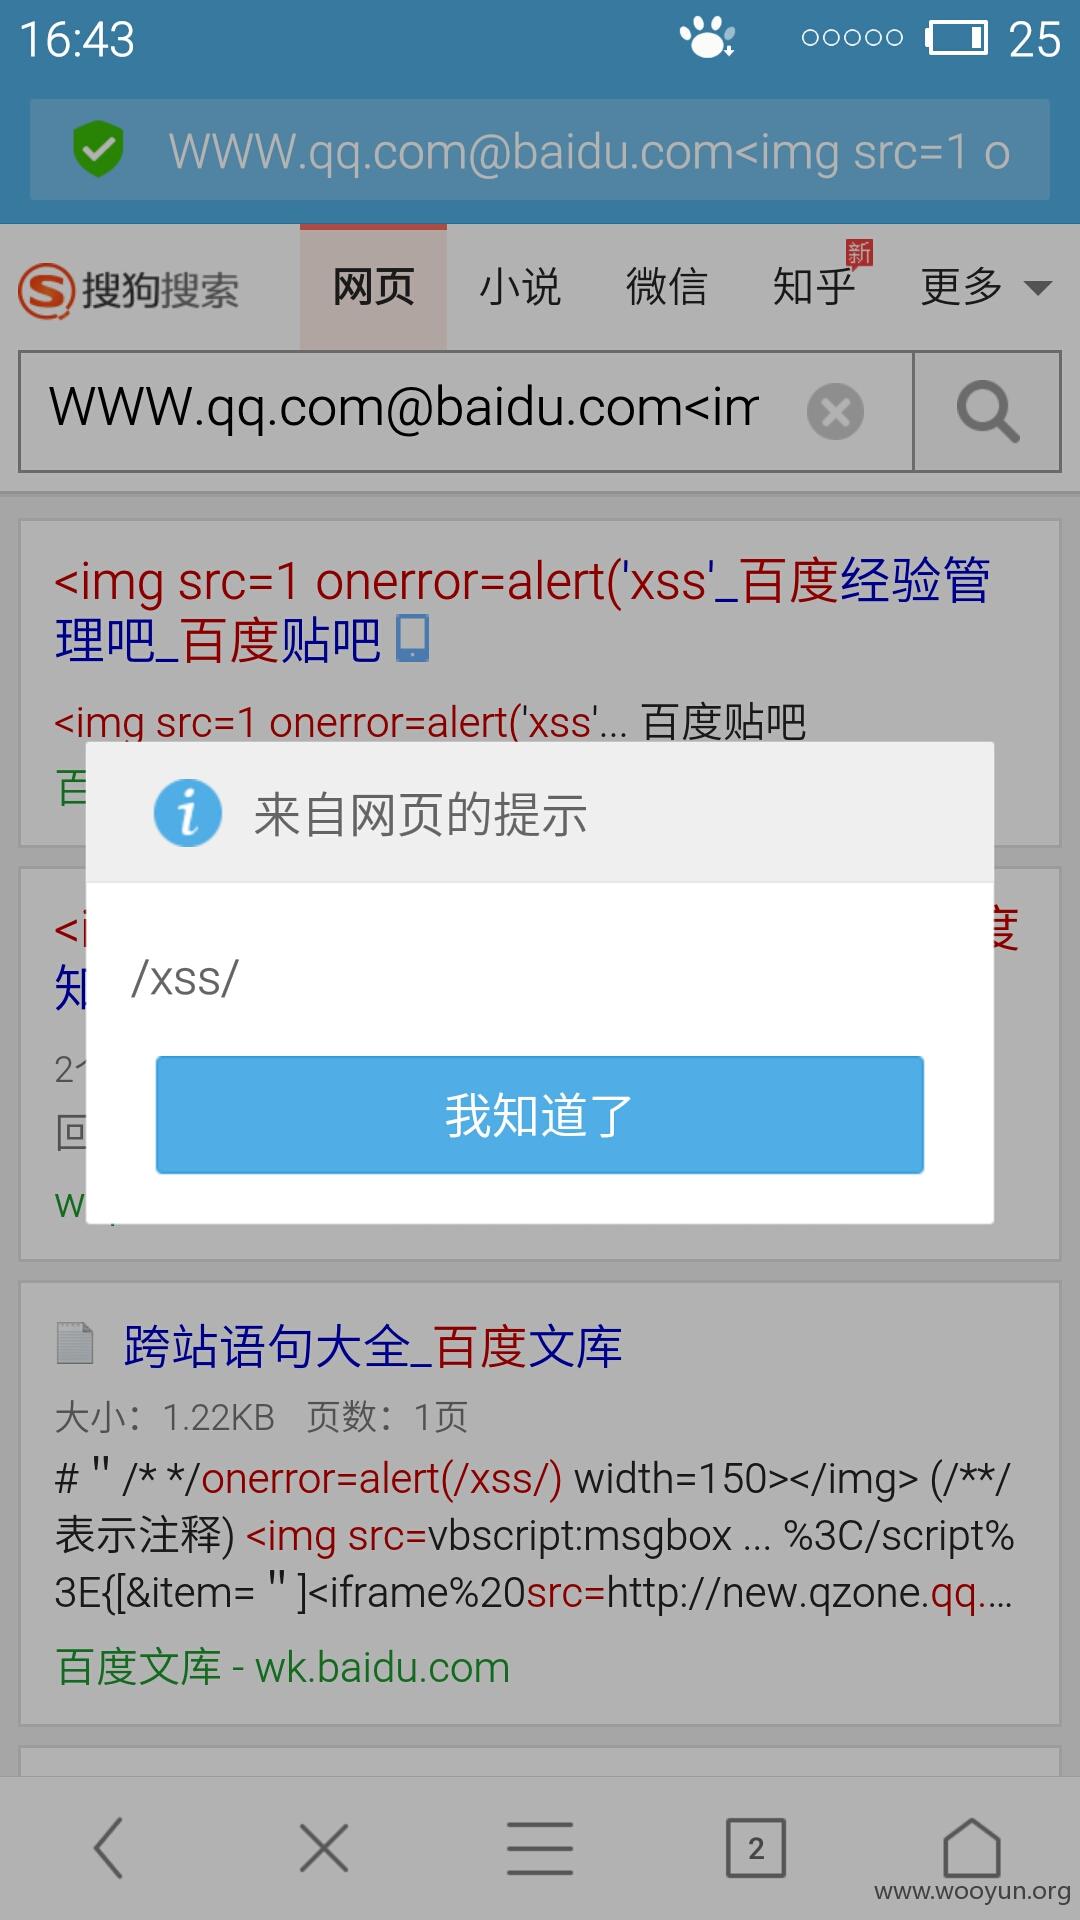 16:43
25
WWW.qq.com@baidu.com<img src=1 o
搜狗搜索
网页 小说 微信 知乎 新 更多
WWW.qq.com@baidu.com<im
<img src=1 onerror=alert('xss'_百度经验管
理吧_百度贴吧
<img src=1 onerror=alert('xss'... 百度贴吧
来自网页的提示
/xss/
我知道了
跨站语句大全_百度文库
大小：1.22KB 页数：1页
# " /* */onerror=alert(/xss/) width=150></img> (/**/
表示注释) <img src=vbscript:msgbox ... %3C/script%
3E{[&item= " ]<iframe%20src=http://new.qzone.qq....
百度文库 - wk.baidu.com
2
www.wooyun.org